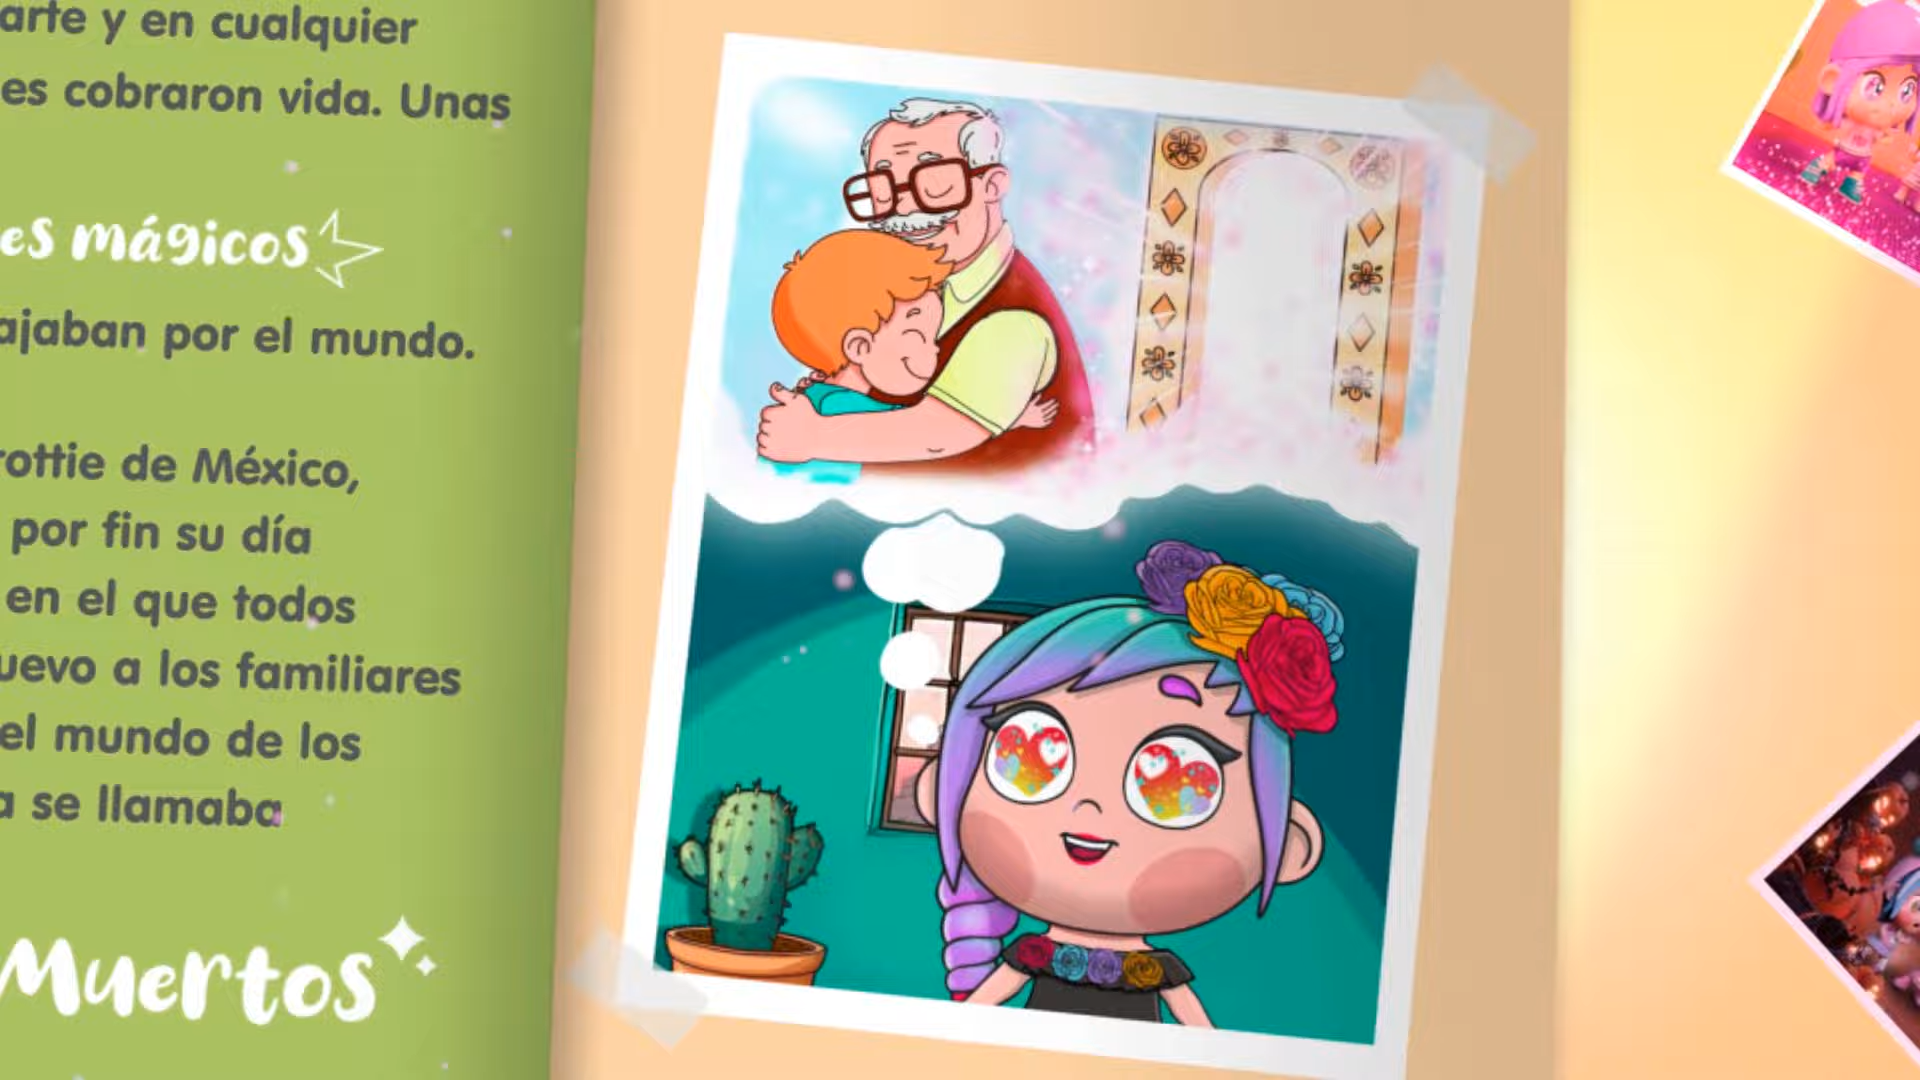 arte y en cualquier
es cobraron vida. Unas
es mágicos
ajaban por el mundo.
rottie de México,
por fin su día
en el que todos
uevo a los familiares
el mundo de los
a se llamaba
Muertos